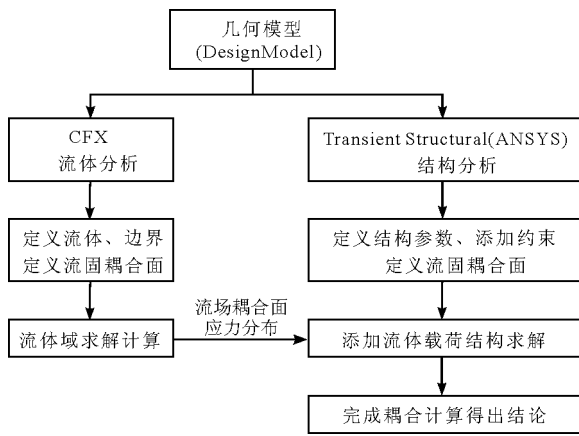 几何模型
(DesignModel)
CFX
流体分析
Transient Structural(ANSYS)
结构分析
定义流体、边界
定义流固耦合面
定义结构参数、添加约束
定义流固耦合面
流体域求解计算
流场耦合面
应力分布
添加流体载荷结构求解
完成耦合计算得出结论